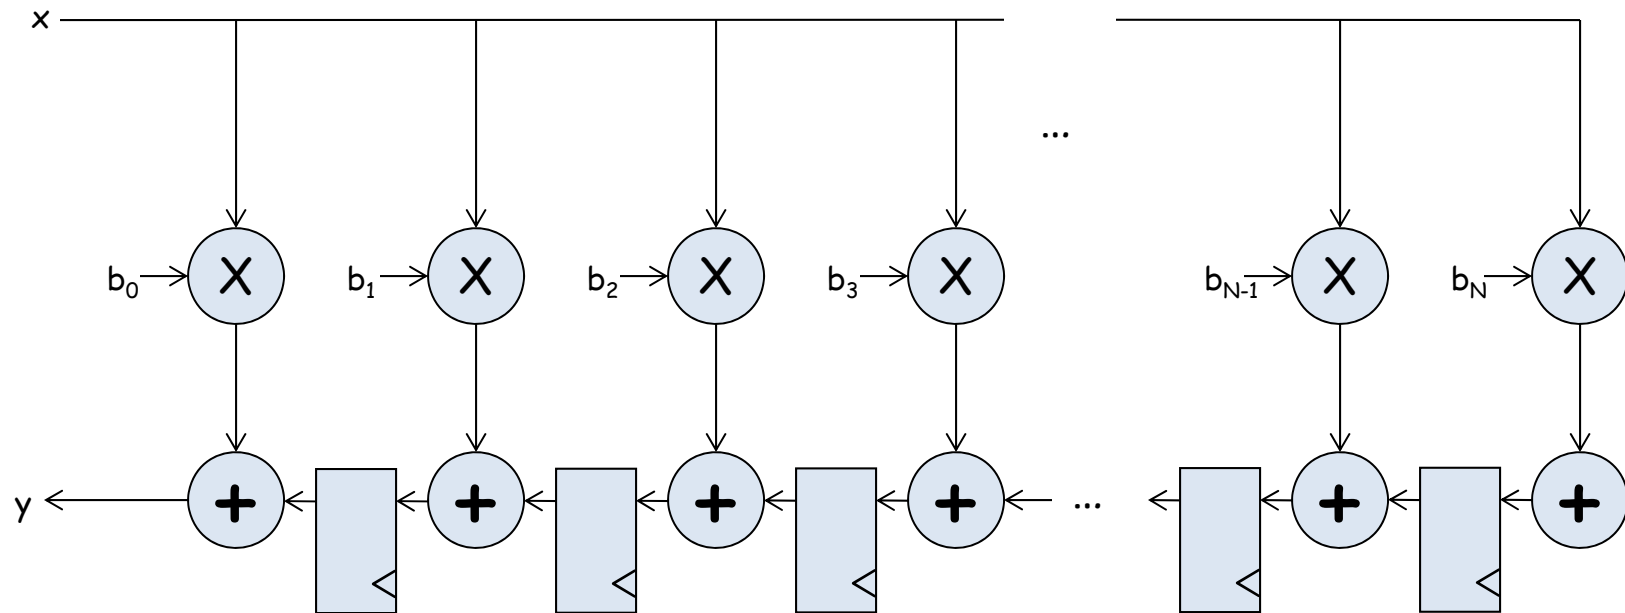 x
...
b0 X b1 X b2 X b3 X bN-1 X bN X
y + + + + ... + +